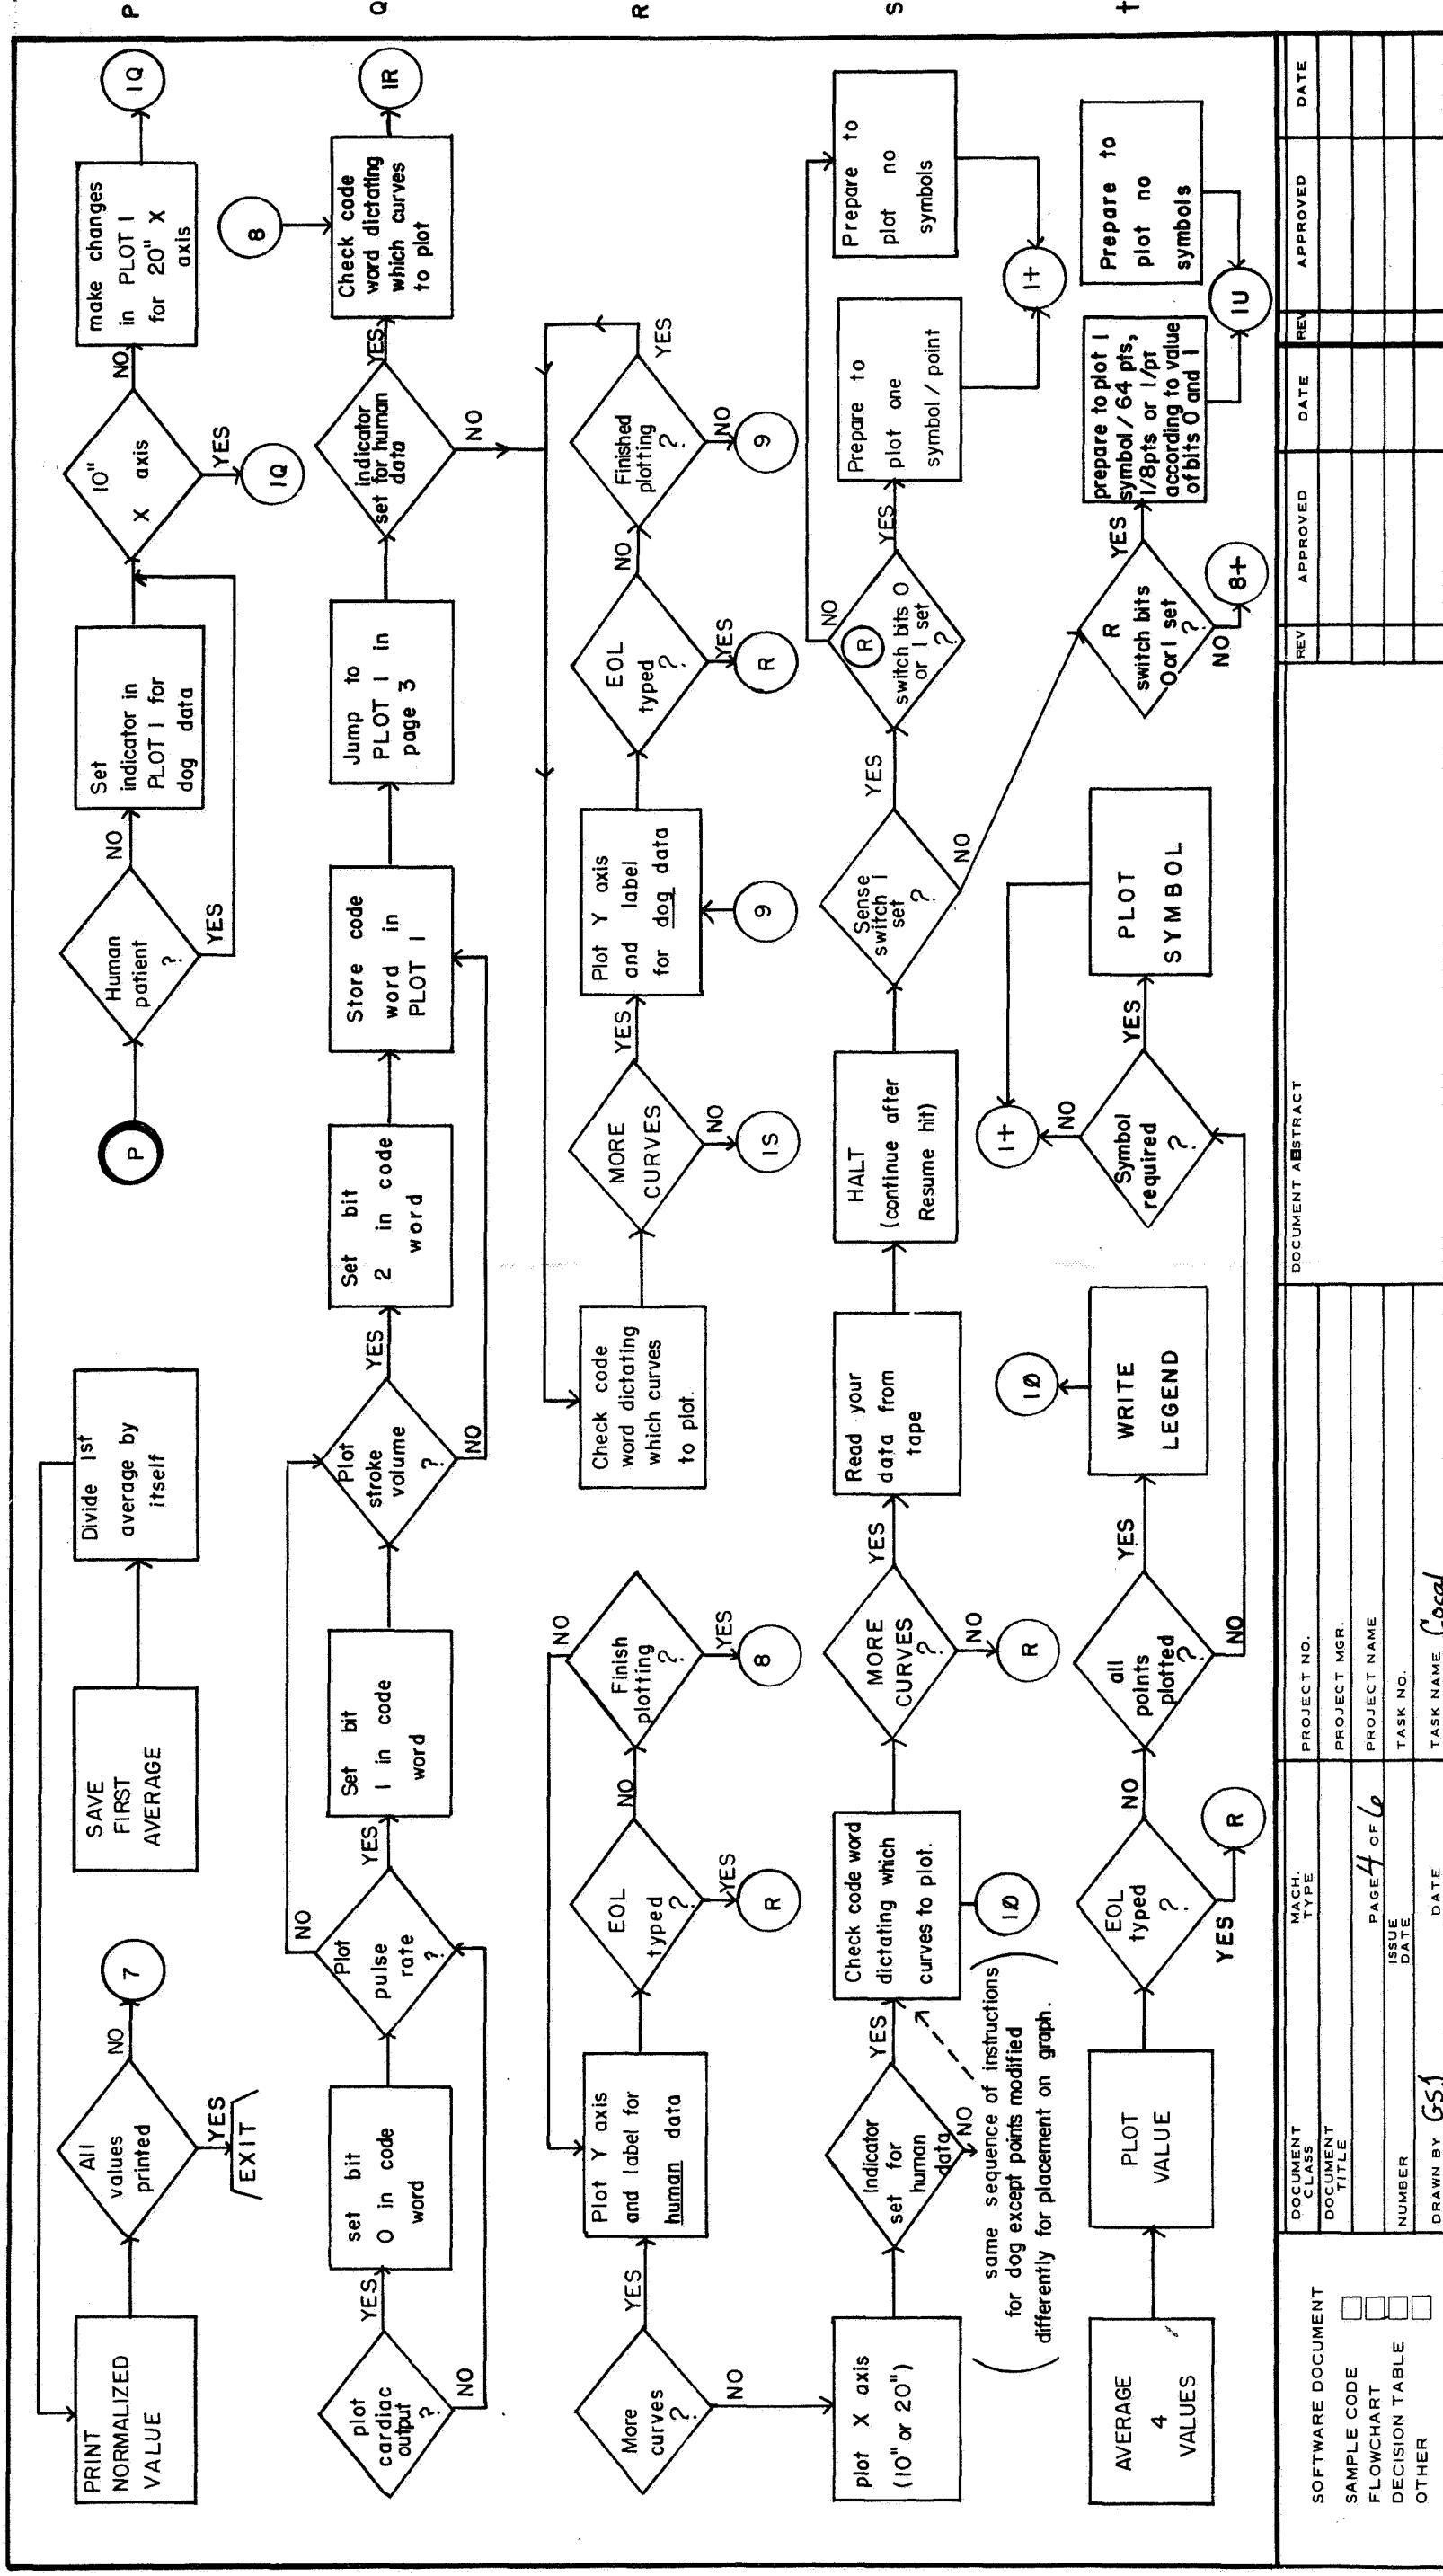 P
PRINT
NORMALIZED
VALUE
All
values
printed
NO
7
YES
EXIT
SAVE
FIRST
AVERAGE
Divide 1st
average by
itself
P
Human
patient
?
NO
YES
Set
indicator in
PLOT 1 for
dog data
10"
X axis
NO
YES
1Q
make changes
in PLOT 1
for 20" X
axis
1Q
Q
plot
cardiac
output
?
YES
NO
set bit
0 in code
word
Plot
pulse
rate
?
NO
YES
Set bit
1 in code
word
Plot
stroke
volume
?
YES
NO
Set bit
2 in code
word
Store code
word in
PLOT 1
Jump to
PLOT 1 in
page 3
indicator
set for human
data
YES
NO
8
Check code
word dictating
which curves
to plot
1R
R
More
curves
?
YES
NO
Plot Y axis
and label for
human data
EOL
typed
?
NO
YES
R
Finish
plotting
?
NO
YES
8
Check code
word dictating
which curves
to plot.
MORE
CURVES
YES
NO
1S
Plot Y axis
and label
for dog data
9
EOL
typed
?
NO
YES
R
Finished
plotting
?
YES
NO
9
S
plot X axis
(10" or 20")
Indicator
set for
human
data
YES
NO
same sequence of instructions
for dog except points modified
differently for placement on graph.
Check code word
dictating which
curves to plot.
10
MORE
CURVES
?
YES
NO
R
Read your
data from
tape
HALT
(continue after
Resume hit)
Sense
switch 1
set
?
YES
NO
R
switch bits 0
or 1 set
?
NO
YES
Prepare to
plot one
symbol/point
Prepare to
plot no
symbols
1+
t
AVERAGE
4
VALUES
PLOT
VALUE
EOL
typed
?
NO
YES
R
all
points
plotted
?
YES
NO
WRITE
LEGEND
10
Symbol
required
?
NO
YES
1+
PLOT
SYMBOL
R
switch bits
0 or 1 set
?
YES
NO
8+
prepare to plot 1
symbol/64 pts,
1/8pts or 1/pt
according to value
of bits 0 and 1
Prepare to
plot no
symbols
1U
SOFTWARE DOCUMENT
SAMPLE CODE
FLOWCHART
DECISION TABLE
OTHER
DOCUMENT
CLASS
MACH.
TYPE
PROJECT NO.
DOCUMENT
TITLE
PROJECT MGR.
PAGE 4 OF 6
PROJECT NAME
NUMBER
ISSUE
DATE
TASK NO.
DRAWN BY GSJ
DATE
TASK NAME
DOCUMENT ABSTRACT
REV
APPROVED
DATE
REV
APPROVED
DATE